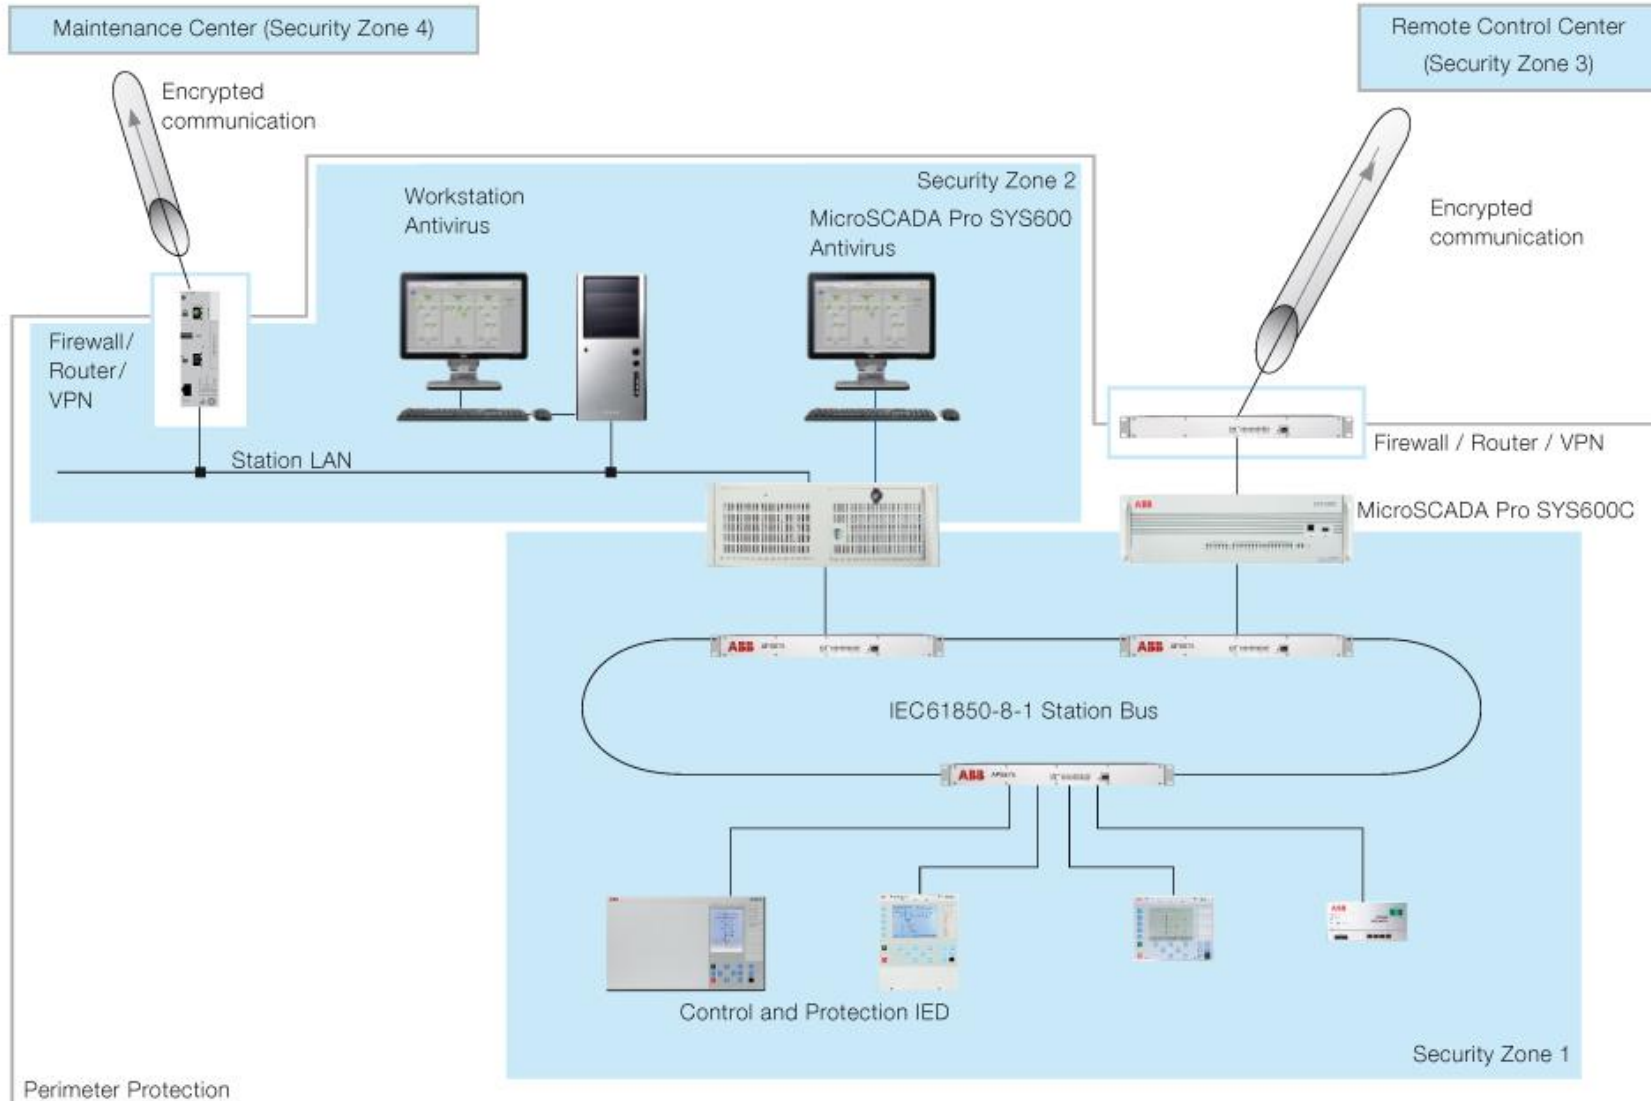 Maintenance Center (Security Zone 4)
Remote Control Center
(Security Zone 3)
Encrypted
communication
Security Zone 2
Workstation
Antivirus
MicroSCADA Pro SYS600
Antivirus
Encrypted
communication
Firewall/
Router/
VPN
Station LAN
Firewall / Router / VPN
ABB
MicroSCADA Pro SYS600C
ABB
ABB
IEC61850-8-1 Station Bus
ABB
ABB
Control and Protection IED
Security Zone 1
Perimeter Protection